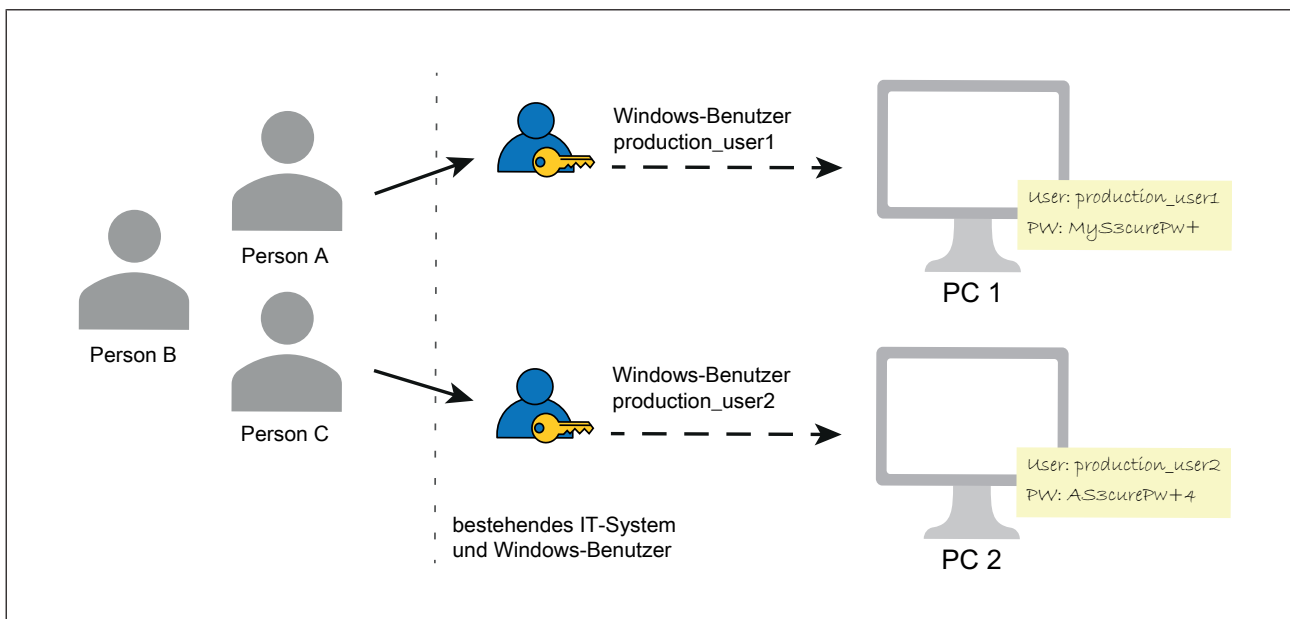 Person A
Person B
Person C
Windows-Benutzer
production_user1
Windows-Benutzer
production_user2
bestehendes IT-System
und Windows-Benutzer
User: production_user1
PW: MyS3curePw+
PC 1
User: production_user2
PW: AS3curePw+4
PC 2